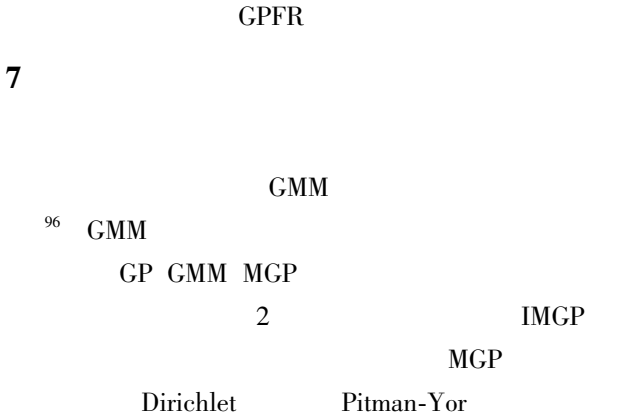 GPFR
7
GMM
96 GMM
GP GMM MGP
2 IMGP
MGP
Dirichlet Pitman-Yor